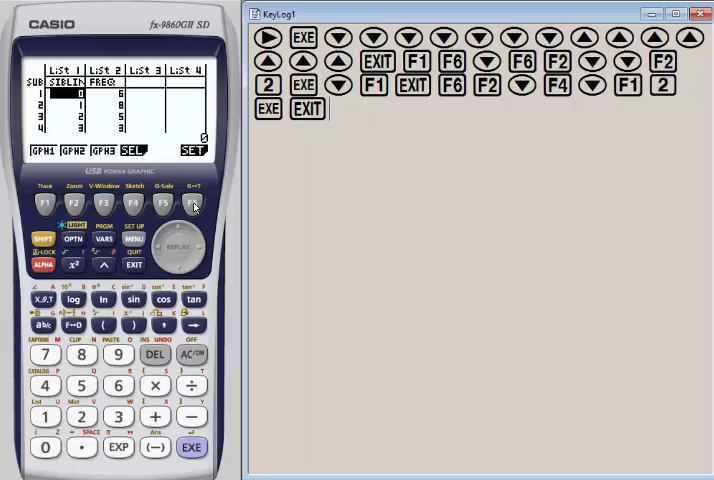 CASIO fx-9860GII SD
List 1 List 2 List 3 List 4
SUB SIBLIN FREQ
1 0 6
2 1 8
3 2 5
4 3 3
0
GPH1 GPH2 GPH3 SEL SET
USB POWER GRAPHIC
Trace Zoom V-Window Sketch G-Solv G↔T
F1 F2 F3 F4 F5 F6
LIGHT PRGM SET UP
SHIFT OPTN VARS MENU REPLAY
A-LOCK QUIT
ALPHA x² ^ EXIT
X,θ,T log ln sin cos tan
ab/c F↔D ( ) , →
CAPTURE CLIP PASTE INS UNDO OFF
7 8 9 DEL AC/ON
CATALOG
4 5 6 × ÷
List Mat
1 2 3 + −
SPACE Ans
0 . EXP (−) EXE
KeyLog1
► EXE ▼ ▼ ▼ ▼ ▼ ▼ ▼ ▲ ▲ ▲ ▲
▲ ▲ ▲ EXIT F1 F6 ▼ F6 F2 ▼ ▼ F2
2 EXE ▼ F1 EXIT F6 F2 ▼ F4 ▼ F1 2
EXE EXIT